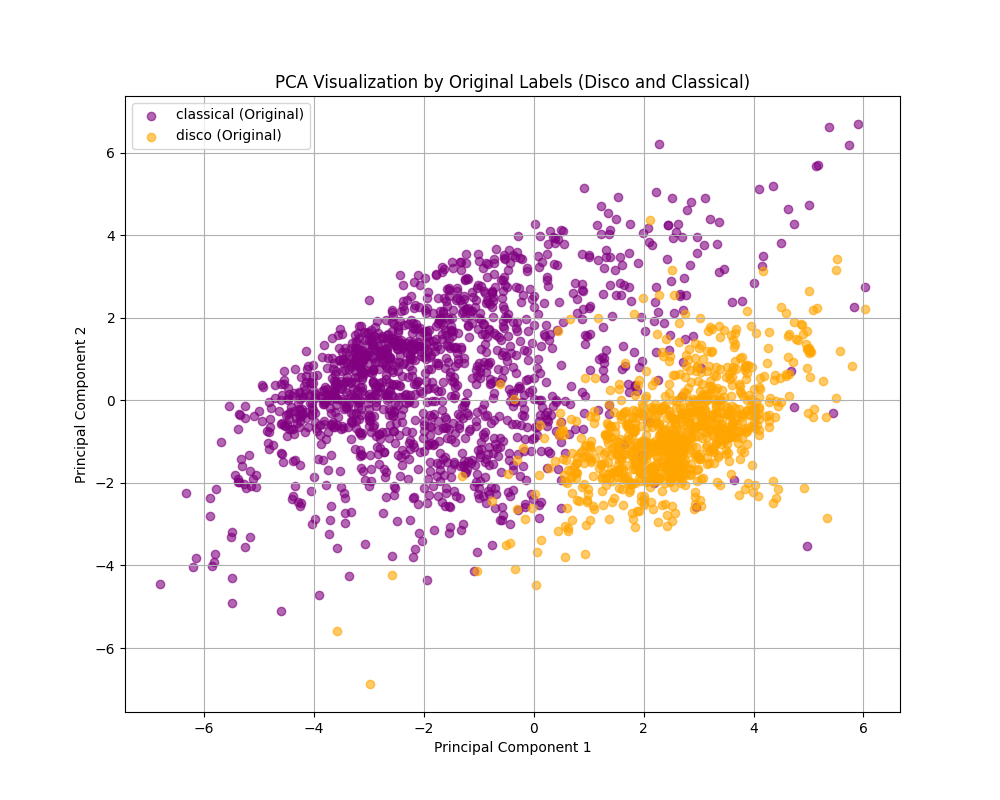 PCA Visualization by Original Labels (Disco and Classical)
classical (Original)
disco (Original)
6
4
2
0
−2
−4
−6
Principal Component 2
−6 −4 −2 0 2 4 6
Principal Component 1